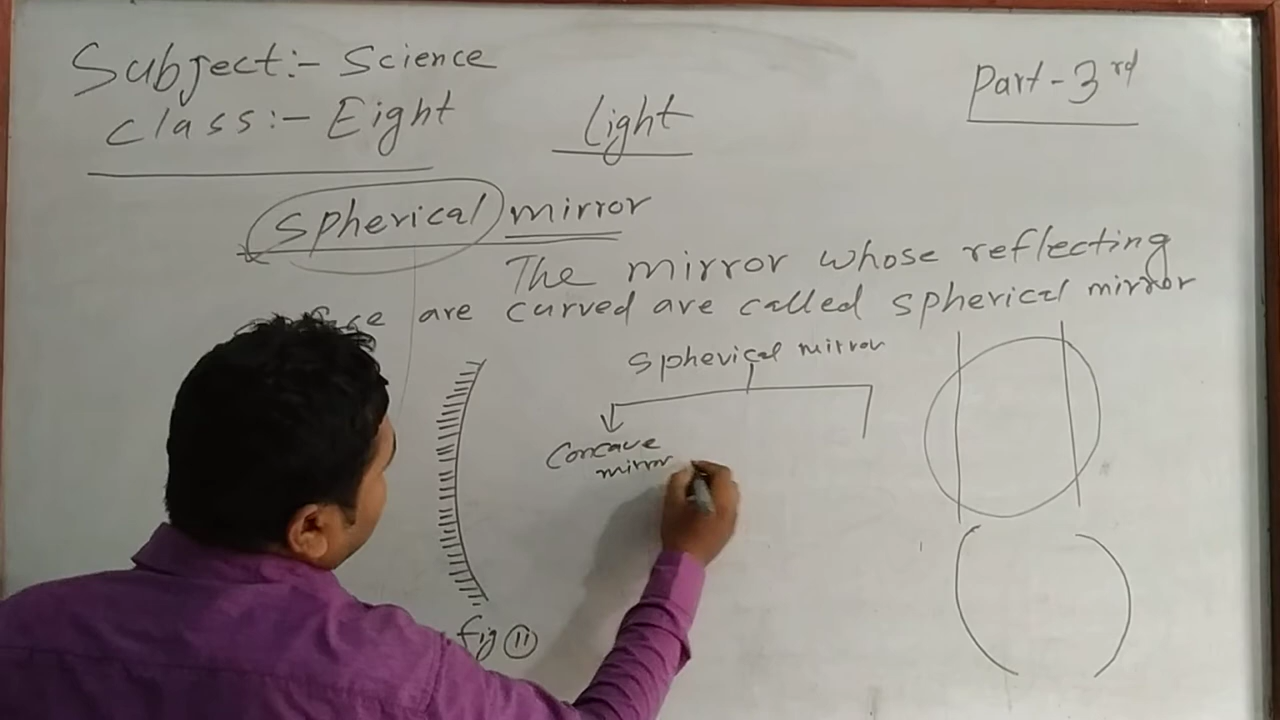 Subject:- Science
Part - 3rd
Class:- Eight
Light
Spherical mirror
The mirror whose reflecting
are curved are called spherical mirror
Spherical mirror
Concave
mirror
fig 11